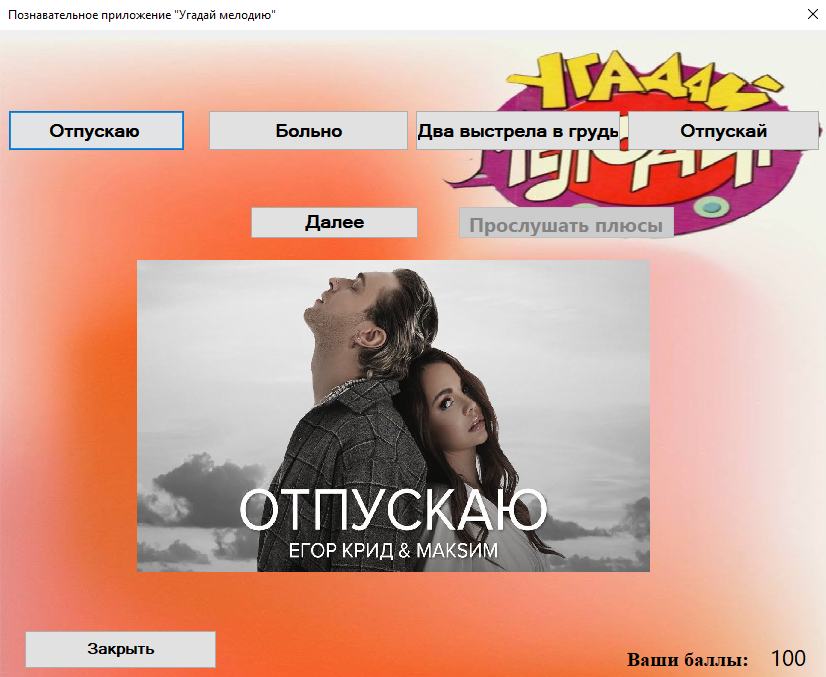 Познавательное приложение "Угадай мелодию"
УГАДАЙ
МЕЛОДИЮ
Отпускаю
Больно
Два выстрела в грудь
Отпускай
Далее
Прослушать плюсы
ОТПУСКАЮ
ЕГОР КРИД & МАКSИМ
Закрыть
Ваши баллы: 100